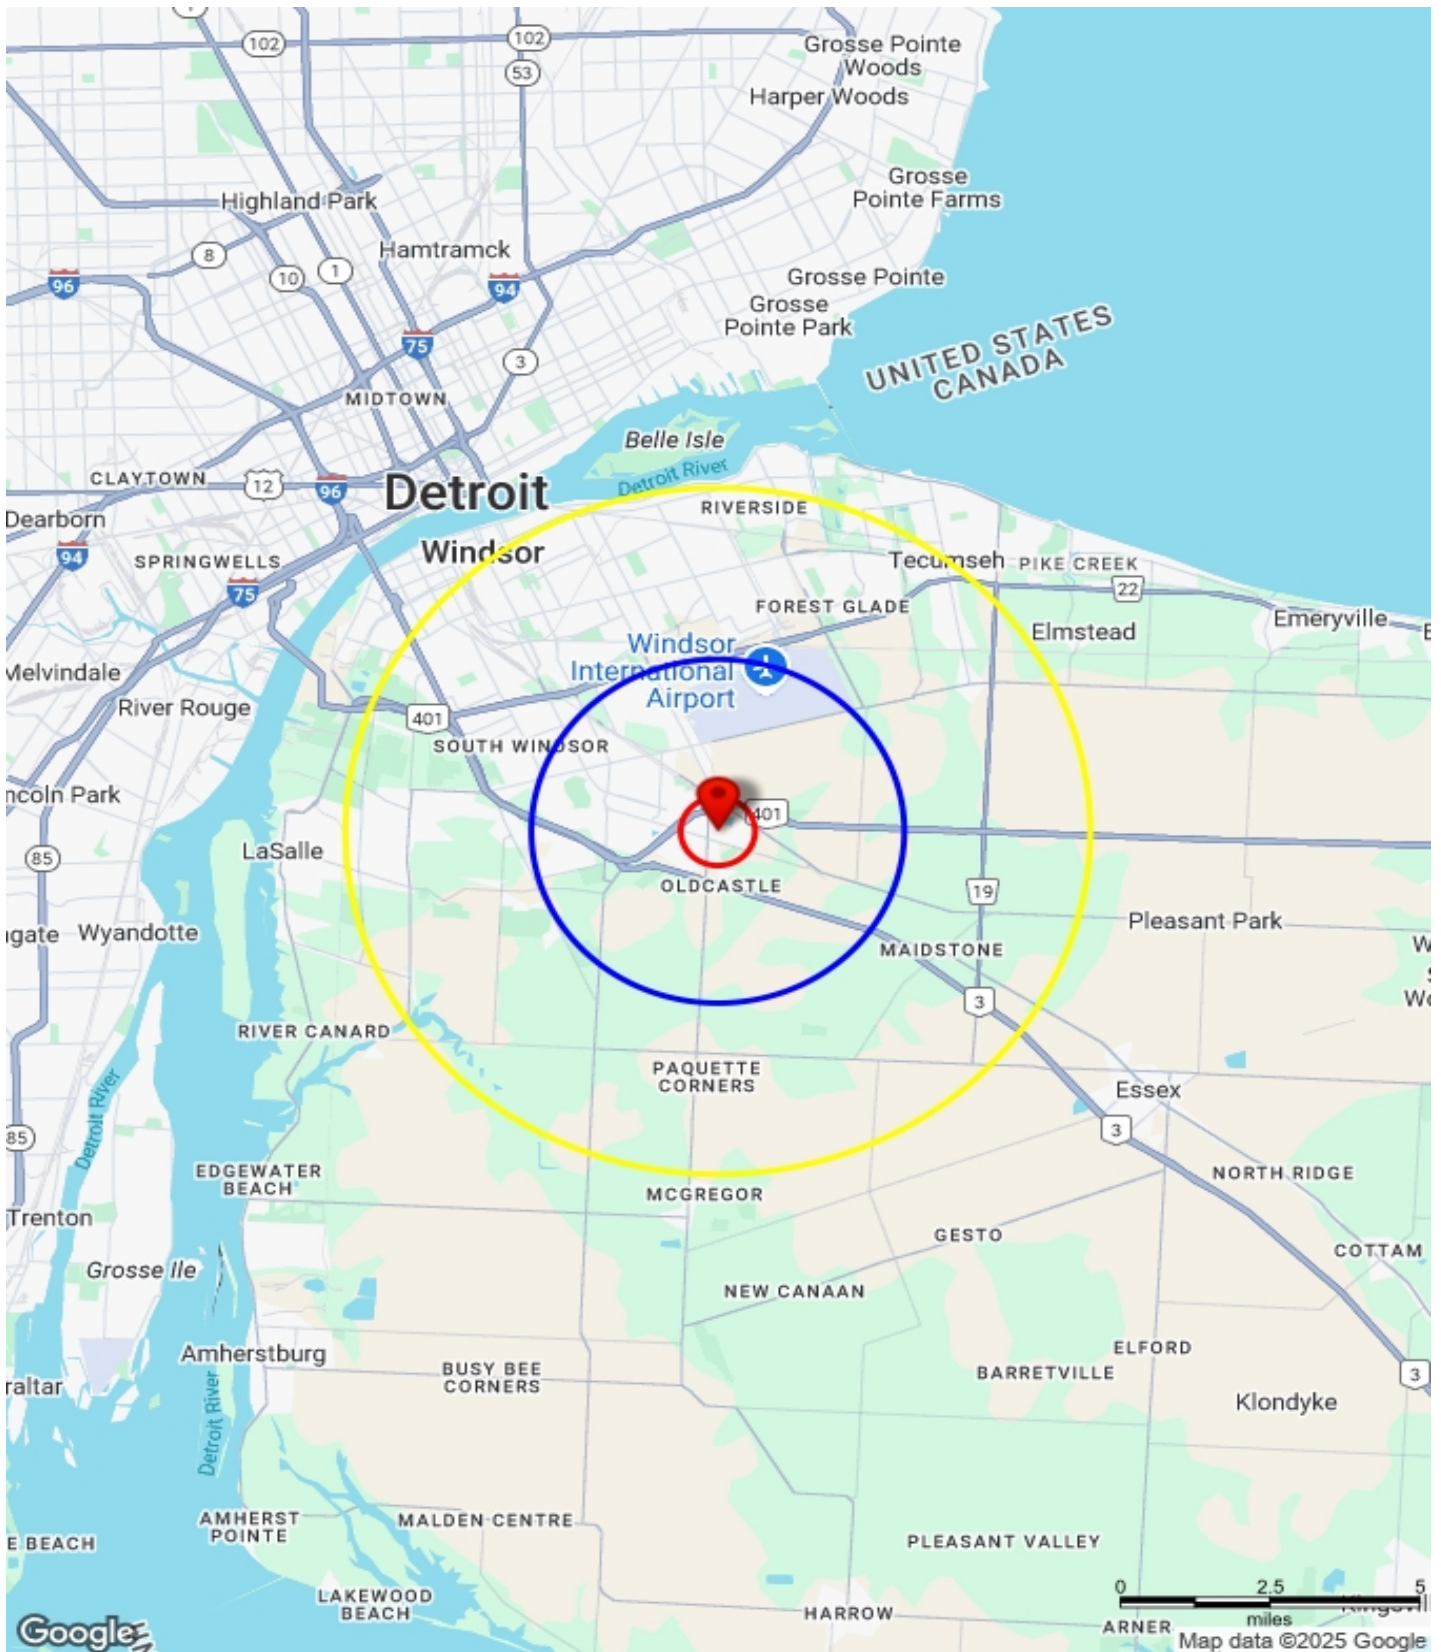 102
102
53
Grosse Pointe
Woods
Harper Woods
Grosse
Pointe Farms
Highland Park
Hamtramck
8
10
1
96
94
Grosse Pointe
Grosse
Pointe Park
75
3
UNITED STATES
CANADA
MIDTOWN
Belle Isle
Detroit River
CLAYTOWN
12
96
Detroit
RIVERSIDE
Dearborn
94
SPRINGWELLS
Windsor
75
Tecumseh
PIKE CREEK
22
FOREST GLADE
Emeryville
Elmstead
Windsor
International
Airport
Melvindale
River Rouge
401
SOUTH WINDSOR
ncoln Park
401
85
LaSalle
OLDCASTLE
19
Pleasant Park
gate
Wyandotte
MAIDSTONE
3
RIVER CANARD
PAQUETTE
CORNERS
Essex
Detroit River
3
85
EDGEWATER
BEACH
MCGREGOR
NORTH RIDGE
Trenton
GESTO
COTTAM
Grosse Ile
NEW CANAAN
Amherstburg
ELFORD
BUSY BEE
CORNERS
BARRETVILLE
3
raltar
Klondyke
Detroit River
AMHERST
POINTE
MALDEN CENTRE
E BEACH
PLEASANT VALLEY
LAKEWOOD
BEACH
0 2.5 5
miles
HARROW
ARNER
Google
Map data ©2025 Google